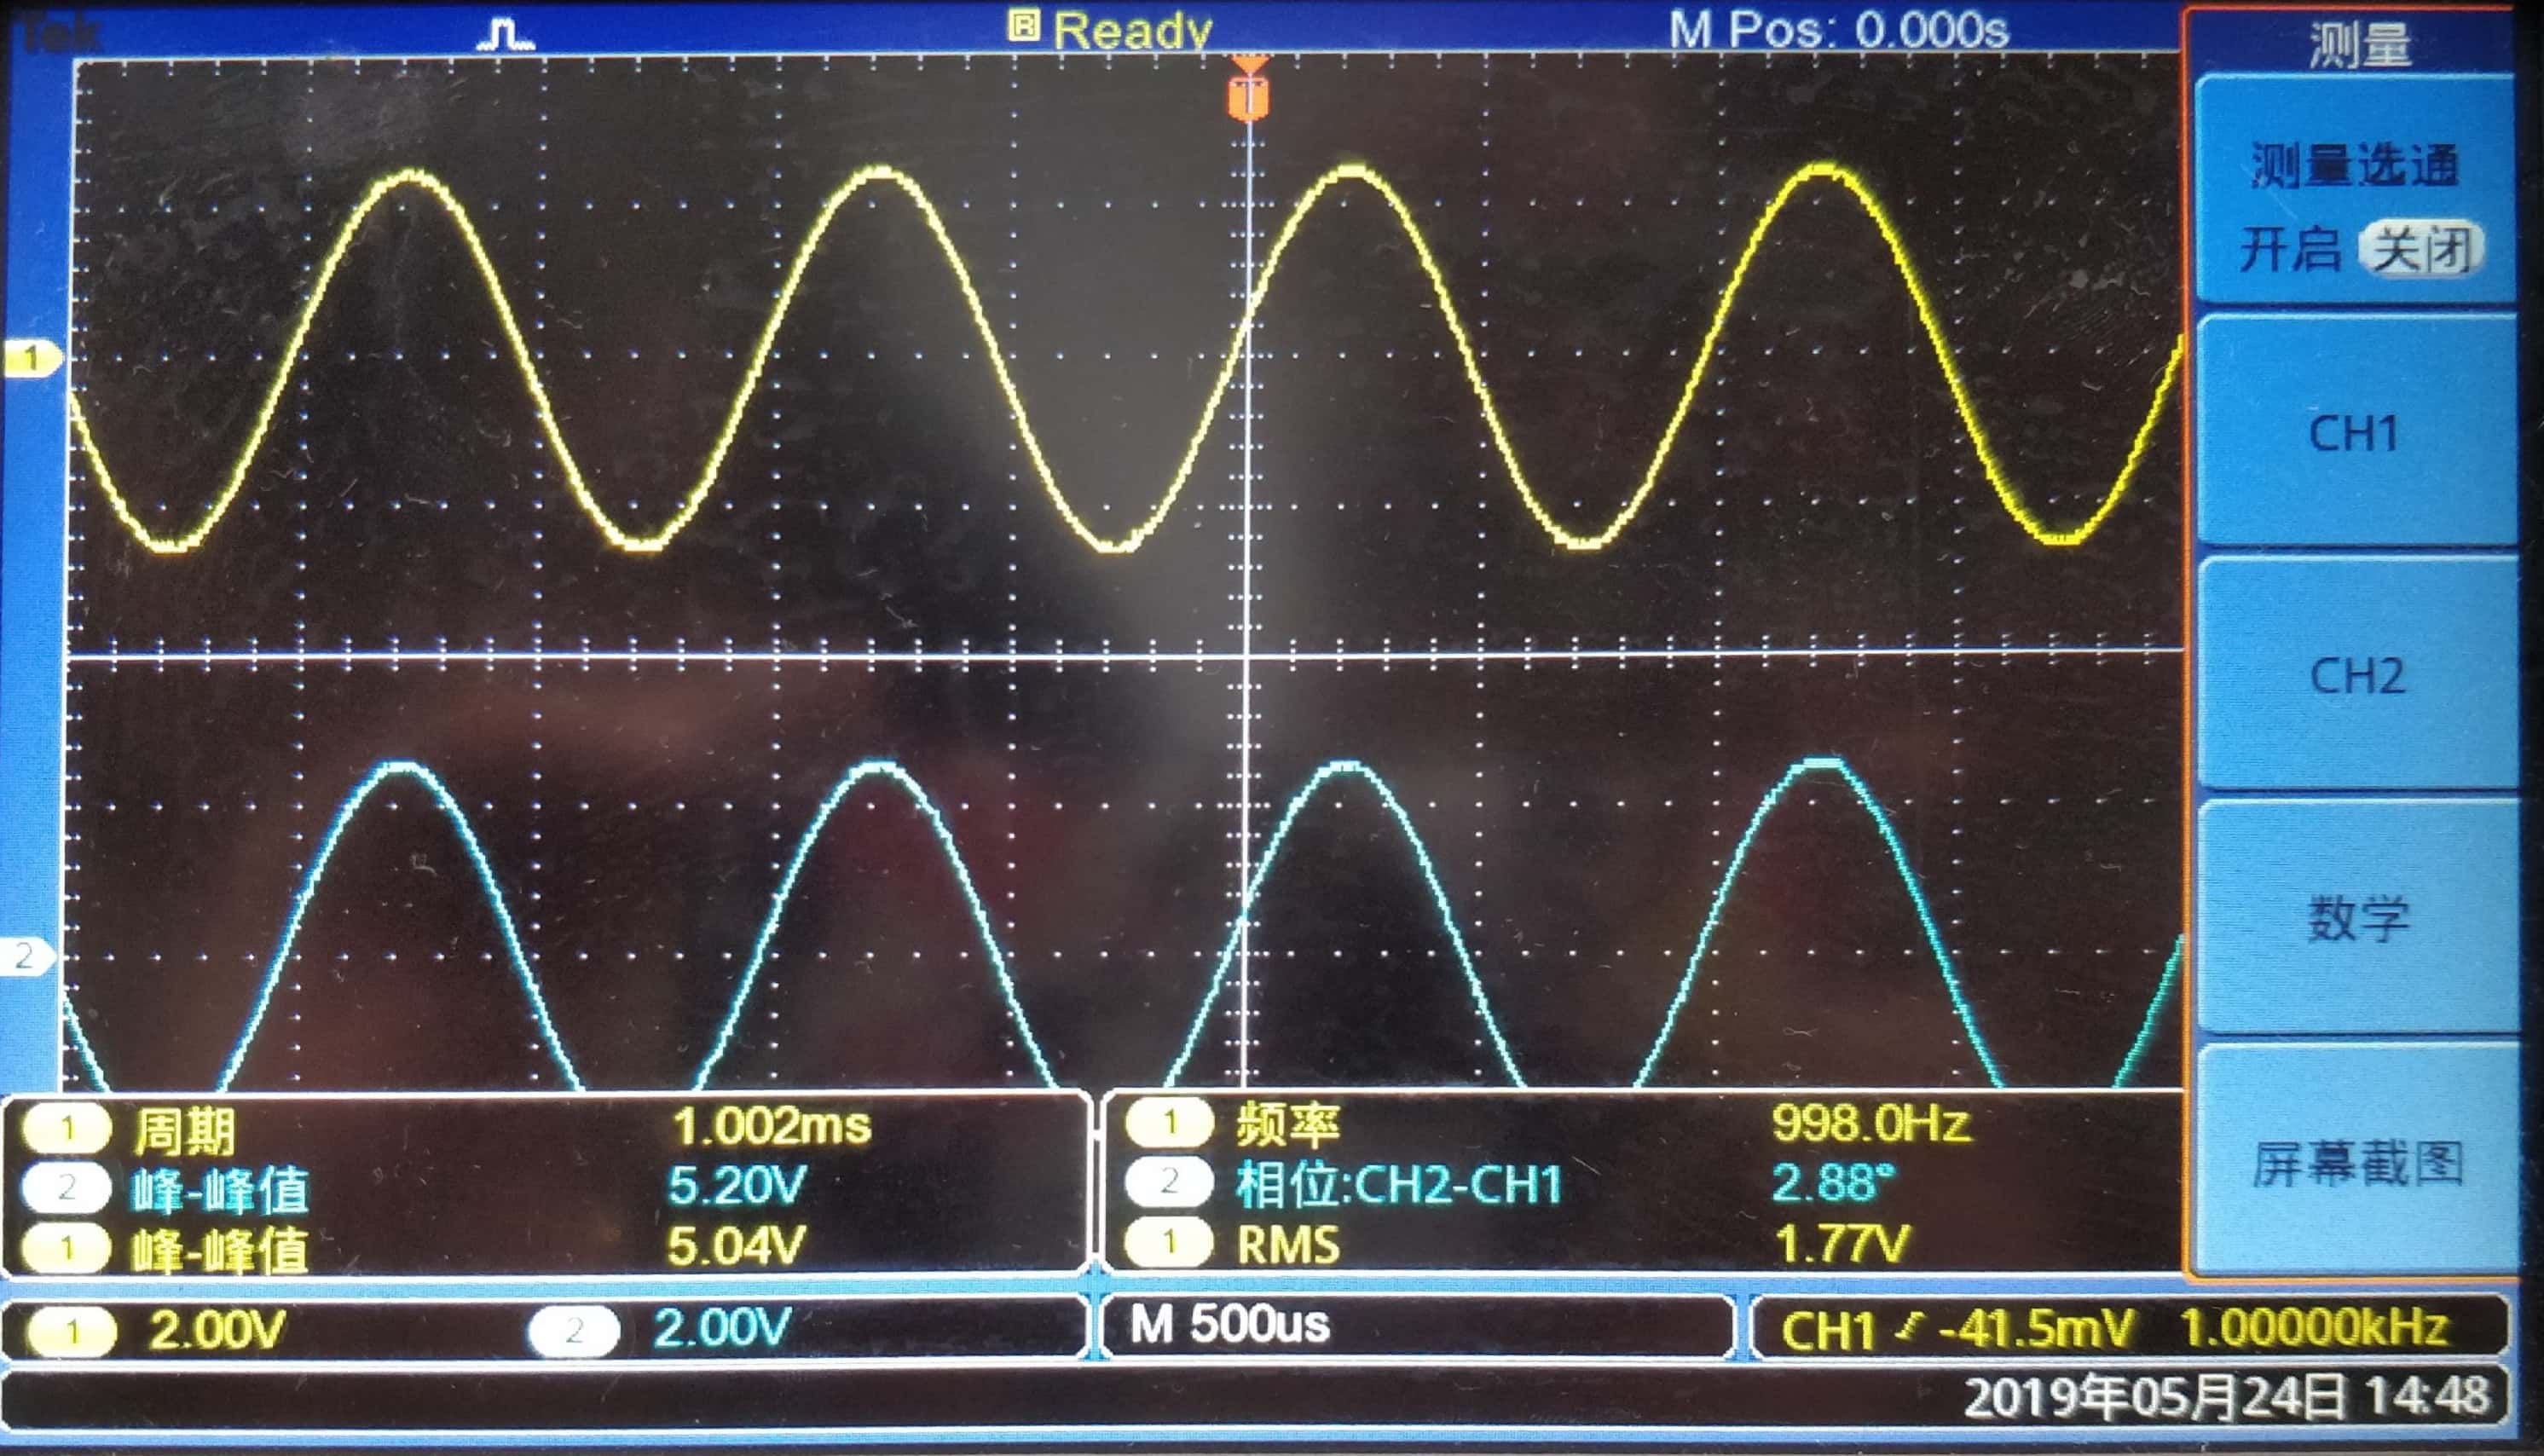 Tek
R Ready
M Pos: 0.000s
T
1
2
1 周期 1.002ms
2 峰-峰值 5.20V
1 峰-峰值 5.04V
1 频率 998.0Hz
2 相位:CH2-CH1 2.88°
1 RMS 1.77V
1 2.00V 2 2.00V
M 500us
CH1 -41.5mV 1.00000kHz
2019年05月24日 14:48
测量
测量选通
开启 关闭
CH1
CH2
数学
屏幕截图